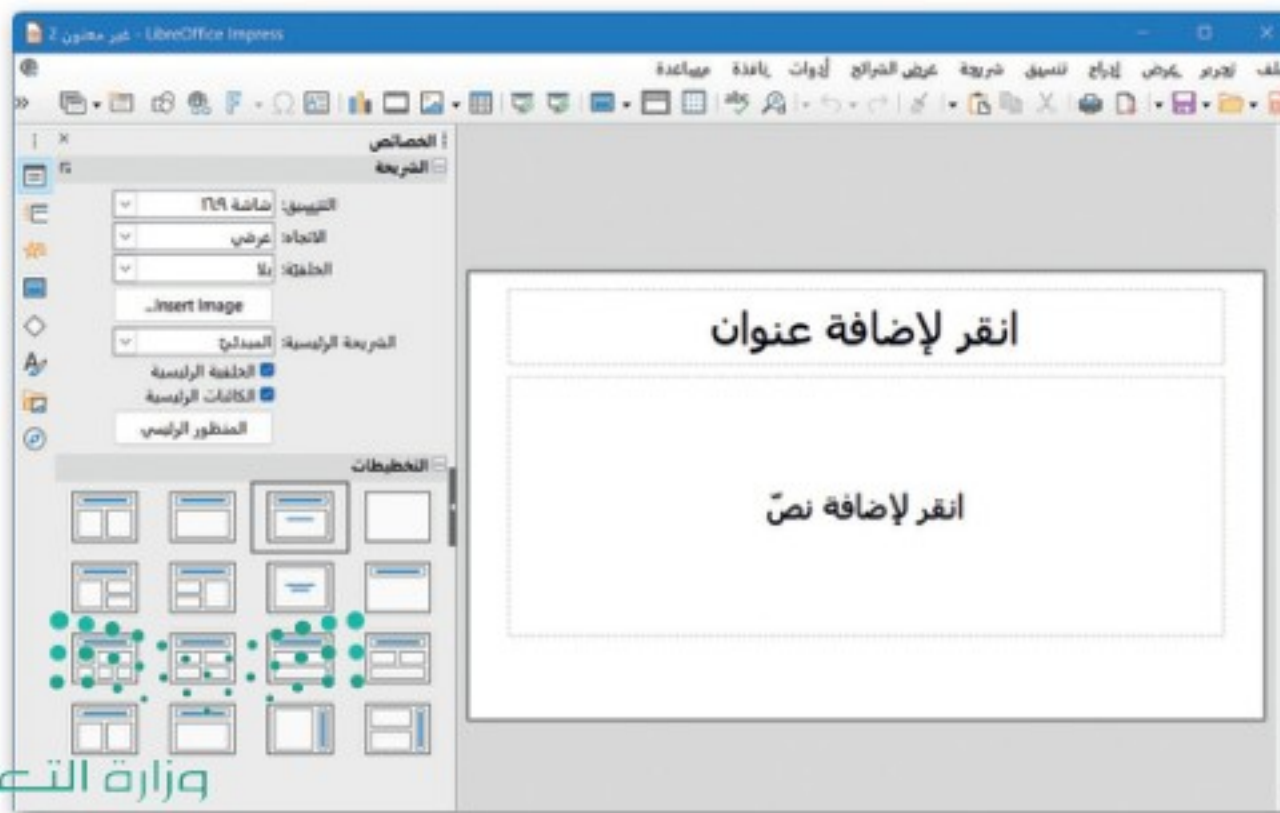 غير معنون 2 - LibreOffice Impress
تحرير عرض إدراج تنسيق شريحة عرض الشرائح أدوات نافذة مساعدة
الخصائص
الشريحة
التنسيق: شاشة ١٦:٩
الاتجاه: عرضي
الخلفية: بلا
Insert Image...
الشريحة الرئيسية: المبدئيّ
الخلفية الرئيسية
الكائنات الرئيسية
المنظور الرئيسي
التخطيطات
انقر لإضافة عنوان
انقر لإضافة نصّ
وزارة